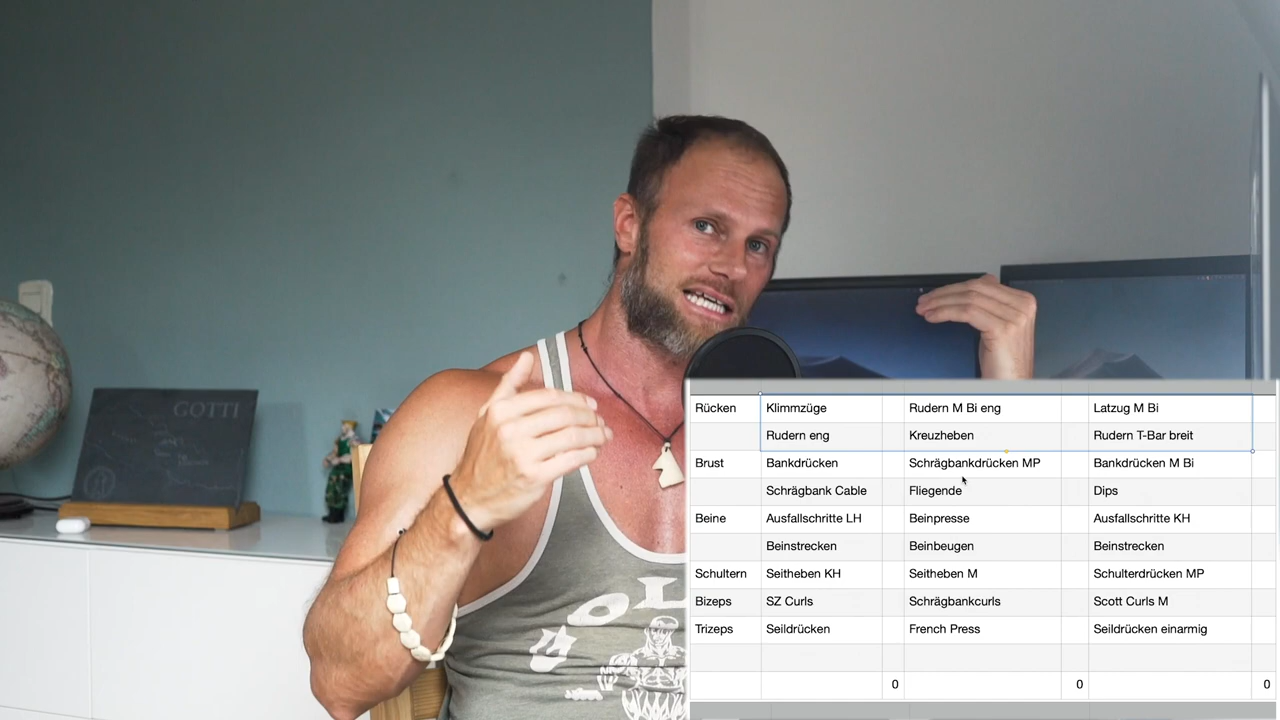 GOTTI
OL
Rücken Klimmzüge Rudern M Bi eng Latzug M Bi
Rudern eng Kreuzheben Rudern T-Bar breit
Brust Bankdrücken Schrägbankdrücken MP Bankdrücken M Bi
Schrägbank Cable Fliegende Dips
Beine Ausfallschritte LH Beinpresse Ausfallschritte KH
Beinstrecken Beinbeugen Beinstrecken
Schultern Seitheben KH Seitheben M Schulterdrücken MP
Bizeps SZ Curls Schrägbankcurls Scott Curls M
Trizeps Seildrücken French Press Seildrücken einarmig
0 0 0